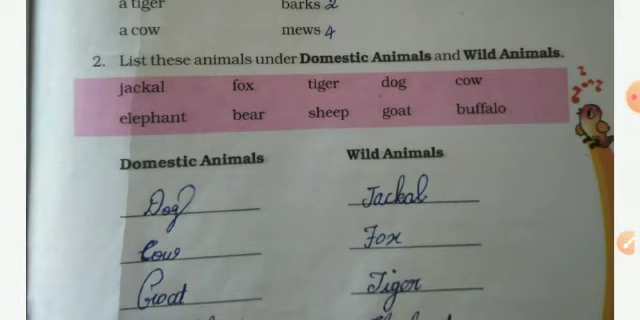 a tiger barks 2
a cow mews 4
2. List these animals under Domestic Animals and Wild Animals.
jackal fox tiger dog cow
elephant bear sheep goat buffalo
Domestic Animals Wild Animals
Dog Jackal
Cow Fox
Goat Tiger